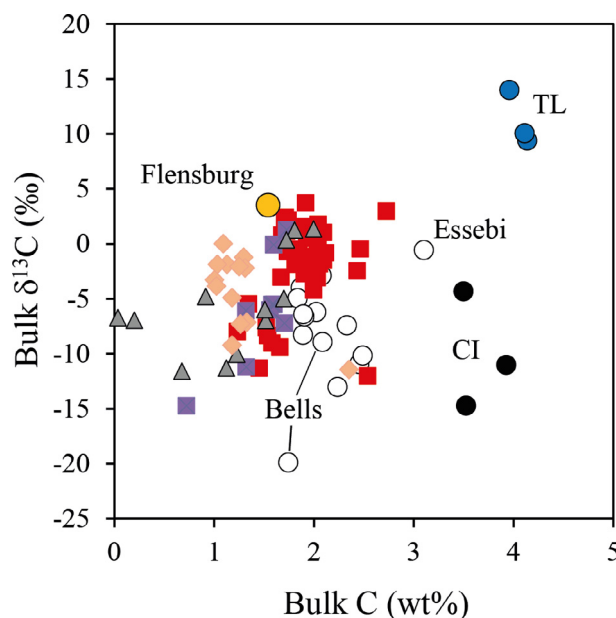 20
15
10
5
0
-5
-10
-15
-20
-25
Bulk δ¹³C (‰)
TL
Flensburg
Essebi
CI
Bells
0 1 2 3 4 5
Bulk C (wt%)